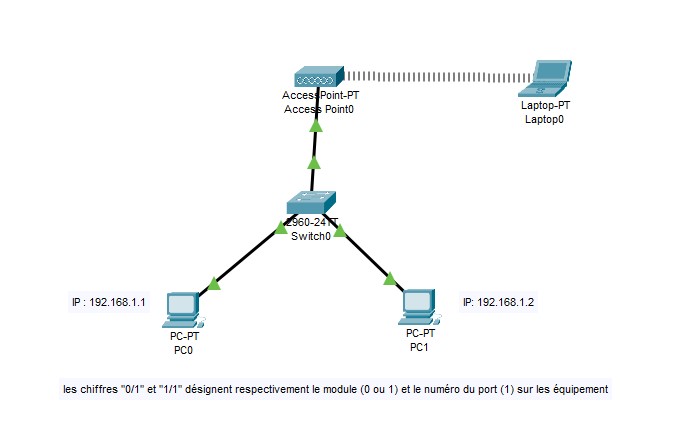 AccessPoint-PT
Access Point0
Laptop-PT
Laptop0
2960-24TT
Switch0
IP : 192.168.1.1
IP: 192.168.1.2
PC-PT
PC0
PC-PT
PC1
les chiffres "0/1" et "1/1" désignent respectivement le module (0 ou 1) et le numéro du port (1) sur les équipement